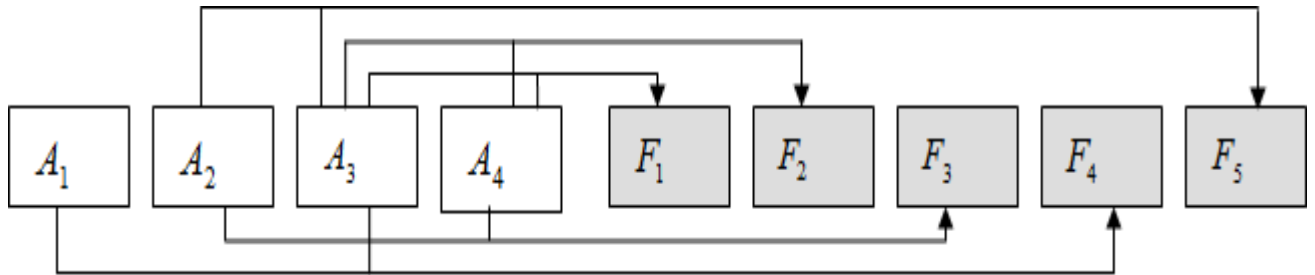 A₁ A₂ A₃ A₄ F₁ F₂ F₃ F₄ F₅